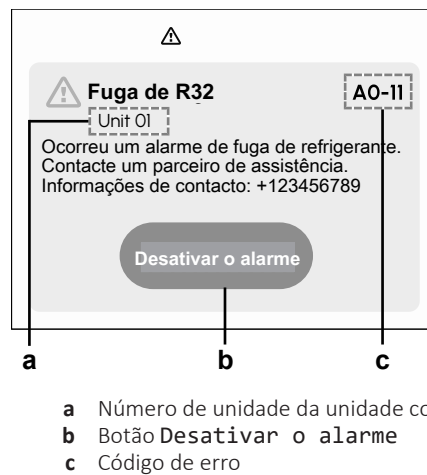 Fuga de R32
A0-11
Unit 01
Ocorreu um alarme de fuga de refrigerante.
Contacte um parceiro de assistência.
Informações de contacto: +123456789
Desativar o alarme
a b c
a Número de unidade da unidade
b Botão Desativar o alarme
c Código de erro